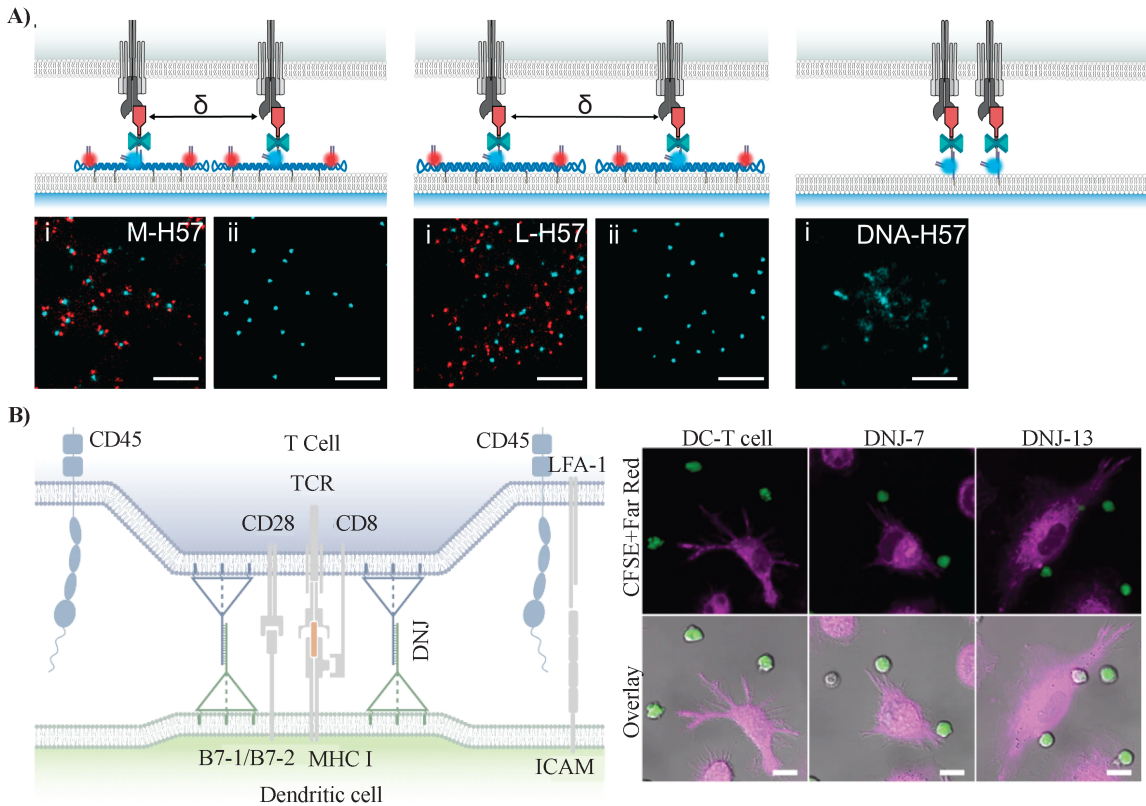 A)
δ
δ
i
M-H57
ii
i
L-H57
ii
i
DNA-H57
B)
CD45
T Cell
CD45
LFA-1
TCR
CD28
CD8
DNJ
B7-1/B7-2
MHC I
ICAM
Dendritic cell
DC-T cell
DNJ-7
DNJ-13
CFSE+Far Red
Overlay